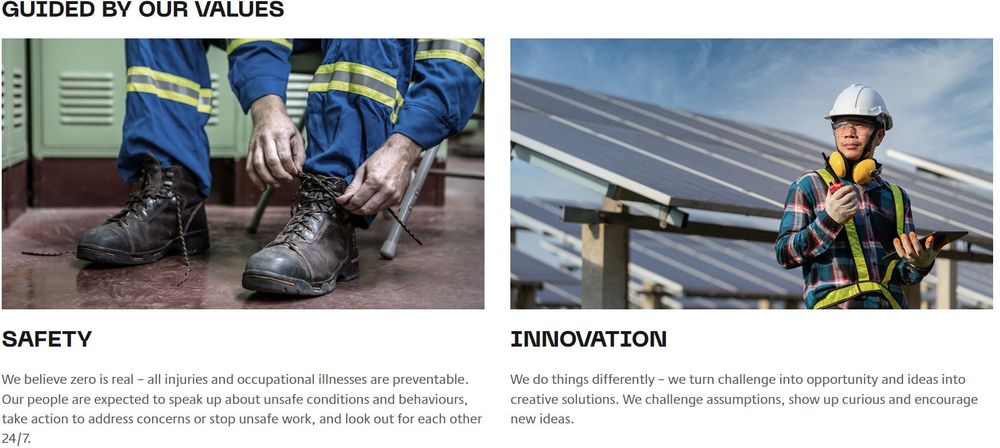 GUIDED BY OUR VALUES
SAFETY
We believe zero is real – all injuries and occupational illnesses are preventable.
Our people are expected to speak up about unsafe conditions and behaviours,
take action to address concerns or stop unsafe work, and look out for each other
24/7.
INNOVATION
We do things differently – we turn challenge into opportunity and ideas into
creative solutions. We challenge assumptions, show up curious and encourage
new ideas.